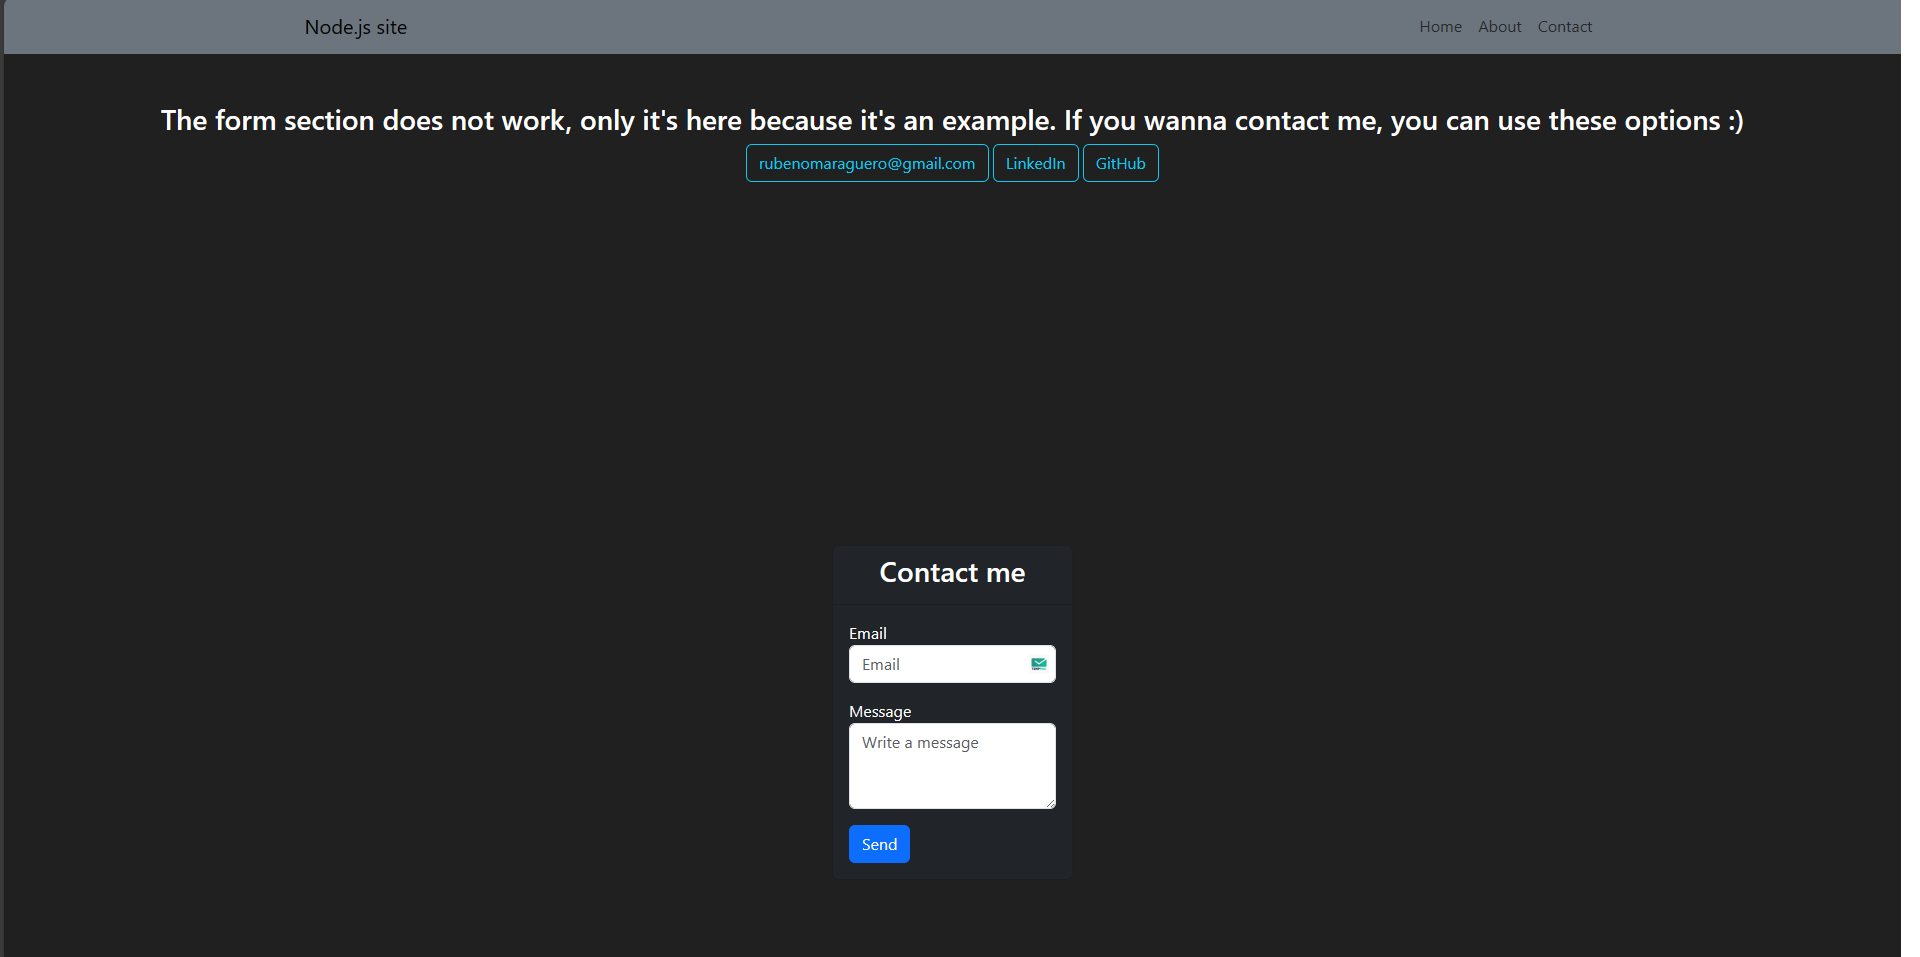 Node.js site
Home About Contact
The form section does not work, only it's here because it's an example. If you wanna contact me, you can use these options :)
rubenomaraguero@gmail.com LinkedIn GitHub
Contact me
Email
Email
Message
Write a message
Send